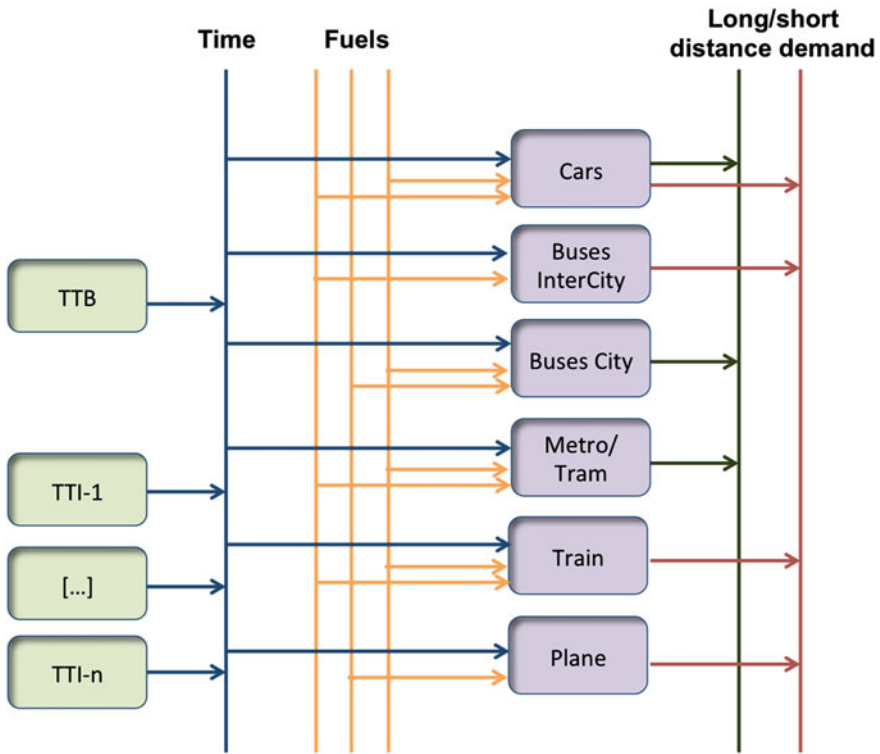 Time
Fuels
Long/short
distance demand
Cars
Buses
InterCity
TTB
Buses City
Metro/
Tram
TTI-1
Train
[...]
Plane
TTI-n